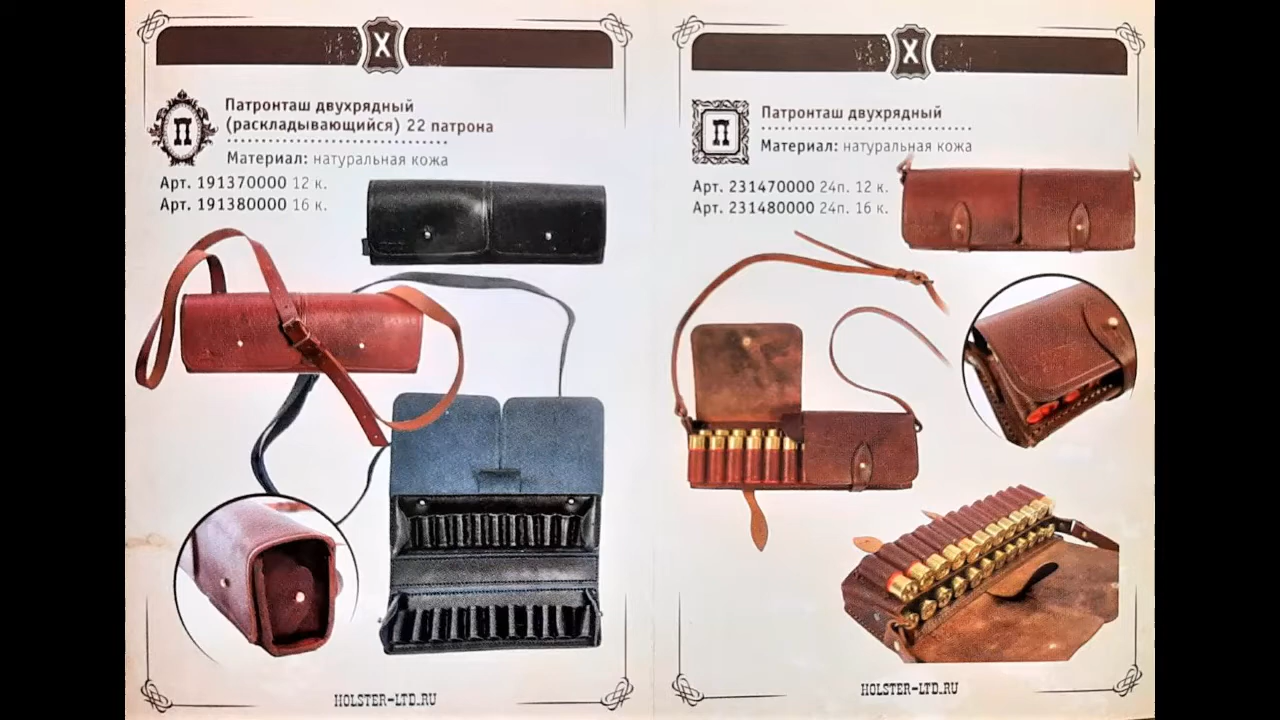 Х
Патронташ двухрядный
(раскладывающийся) 22 патрона
П
Материал: натуральная кожа
Арт. 191370000 12 к.
Арт. 191380000 16 к.
HOLSTER-LTD.RU
Х
Патронташ двухрядный
П
Материал: натуральная кожа
Арт. 231470000 24п. 12 к.
Арт. 231480000 24п. 16 к.
HOLSTER-LTD.RU